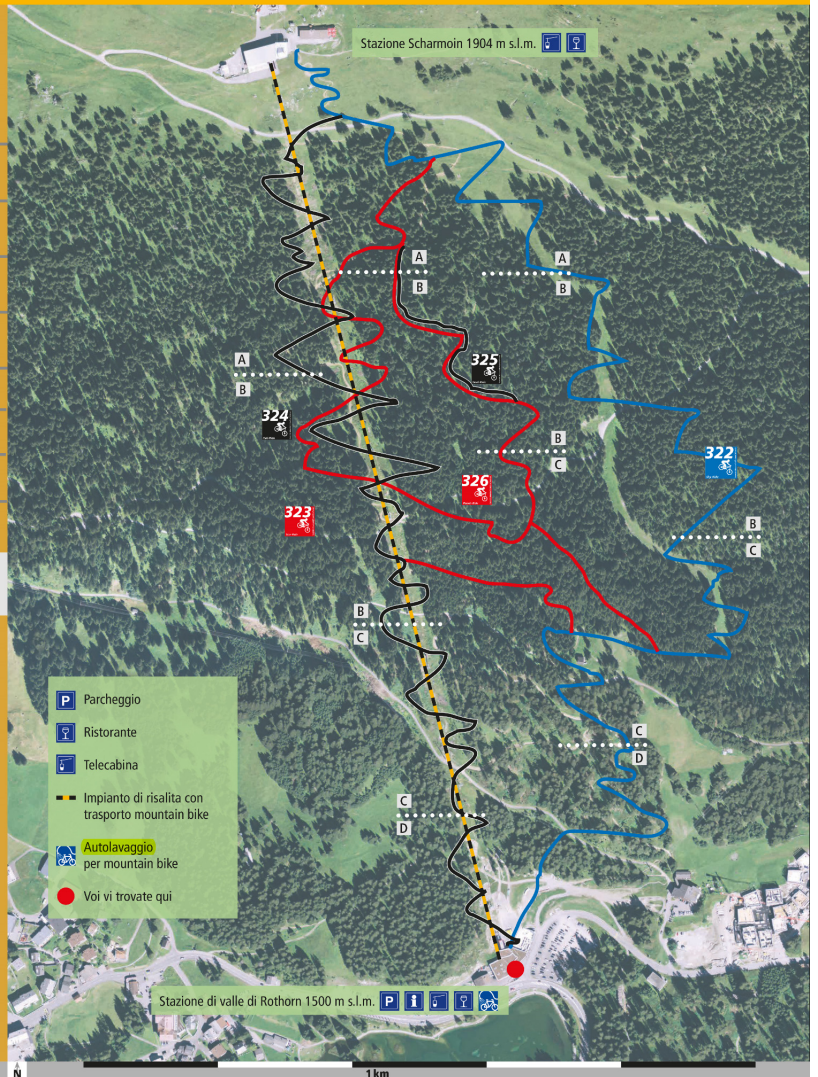 Stazione Scharmoin 1904 m s.l.m.
A
B
A
B
A
B
325
324
322
B
C
326
323
B
C
B
C
C
D
C
D
P Parcheggio
Ristorante
Telecabina
Impianto di risalita con
trasporto mountain bike
Autolavaggio
per mountain bike
Voi vi trovate qui
Stazione di valle di Rothorn 1500 m s.l.m. P i
N
1 km